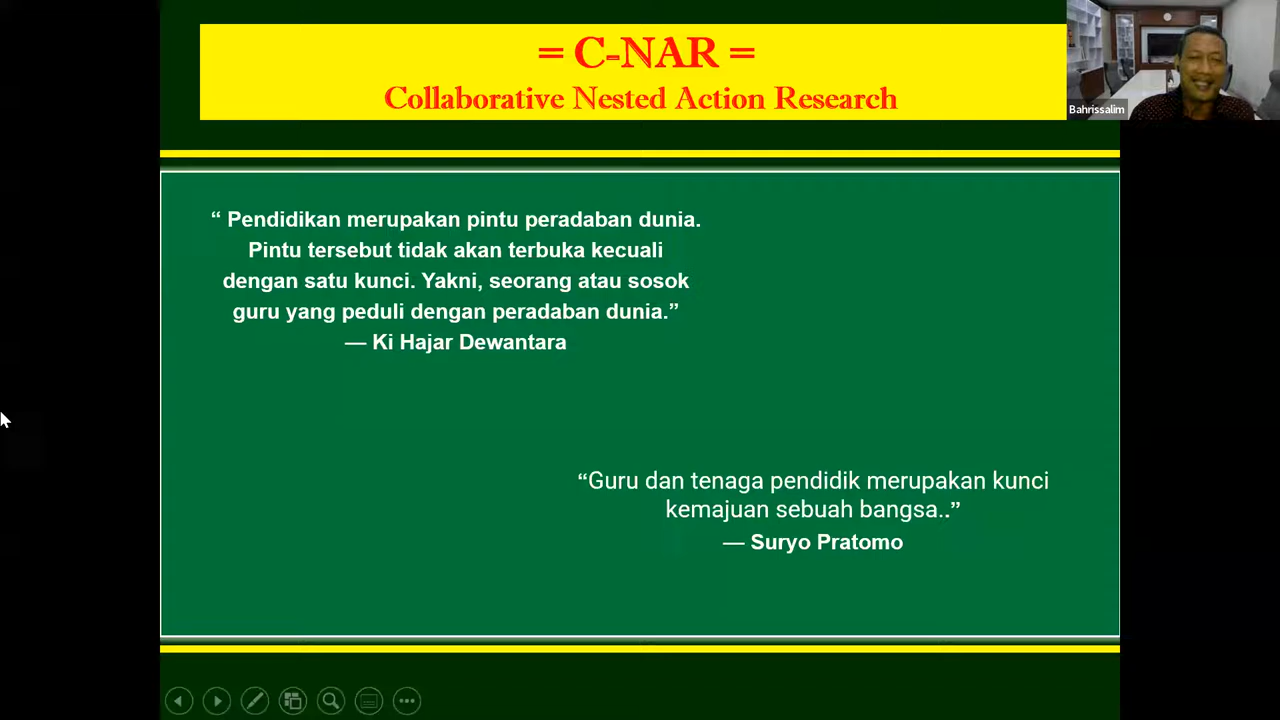 = C-NAR =
Collaborative Nested Action Research
Bahrissalim
“ Pendidikan merupakan pintu peradaban dunia.
Pintu tersebut tidak akan terbuka kecuali
dengan satu kunci. Yakni, seorang atau sosok
guru yang peduli dengan peradaban dunia.”
— Ki Hajar Dewantara
“Guru dan tenaga pendidik merupakan kunci
kemajuan sebuah bangsa..”
— Suryo Pratomo